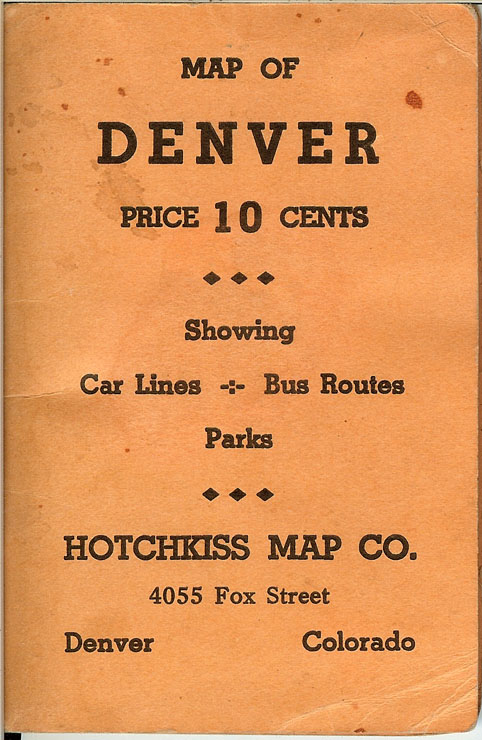 MAP OF
DENVER
PRICE 10 CENTS
Showing
Car Lines -:- Bus Routes
Parks
HOTCHKISS MAP CO.
4055 Fox Street
Denver Colorado